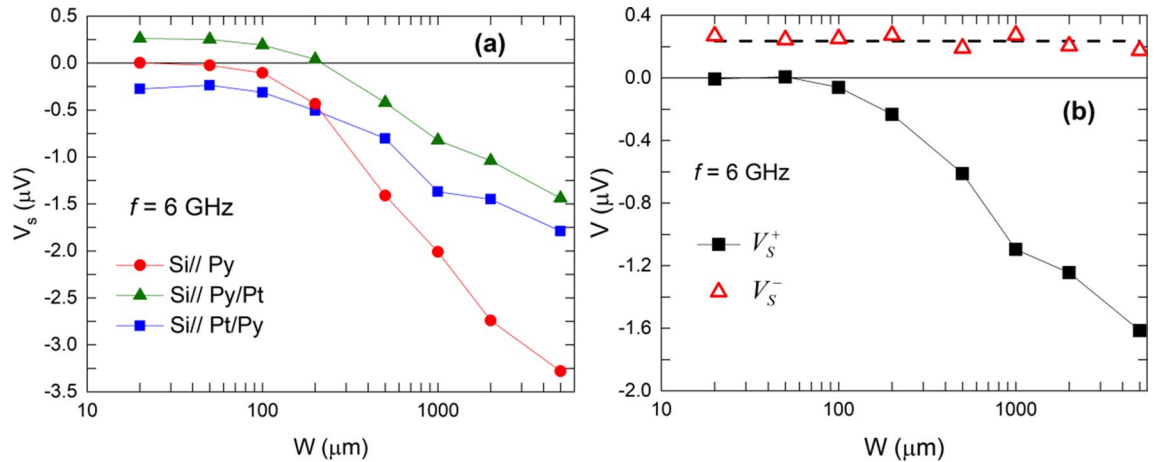 0.5
0.0
-0.5
-1.0
-1.5
-2.0
-2.5
-3.0
-3.5
V_s (μV)
(a)
f = 6 GHz
Si// Py
Si// Py/Pt
Si// Pt/Py
10
100
1000
W (μm)
0.4
0.0
-0.4
-0.8
-1.2
-1.6
-2.0
V (μV)
(b)
f = 6 GHz
V_S^+
V_S^-
10
100
1000
W (μm)